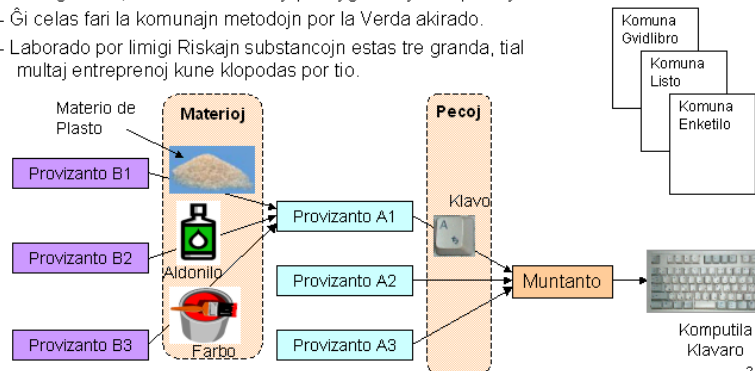 - Ĝi celas fari la komunajn metodojn por la Verda akirado.
- Laborado por limigi Riskajn substancojn estas tre granda, tial
multaj entreprenoj kune klopodas por tio.
Komuna
Gvidlibro
Komuna
Listo
Komuna
Enketilo
Materio de
Plasto
Materioj
Pecoj
Provizanto B1
Provizanto B2
Provizanto B3
Aldonilo
Farbo
Provizanto A1
Provizanto A2
Provizanto A3
Klavo
A
Muntanto
Komputila
Klavaro